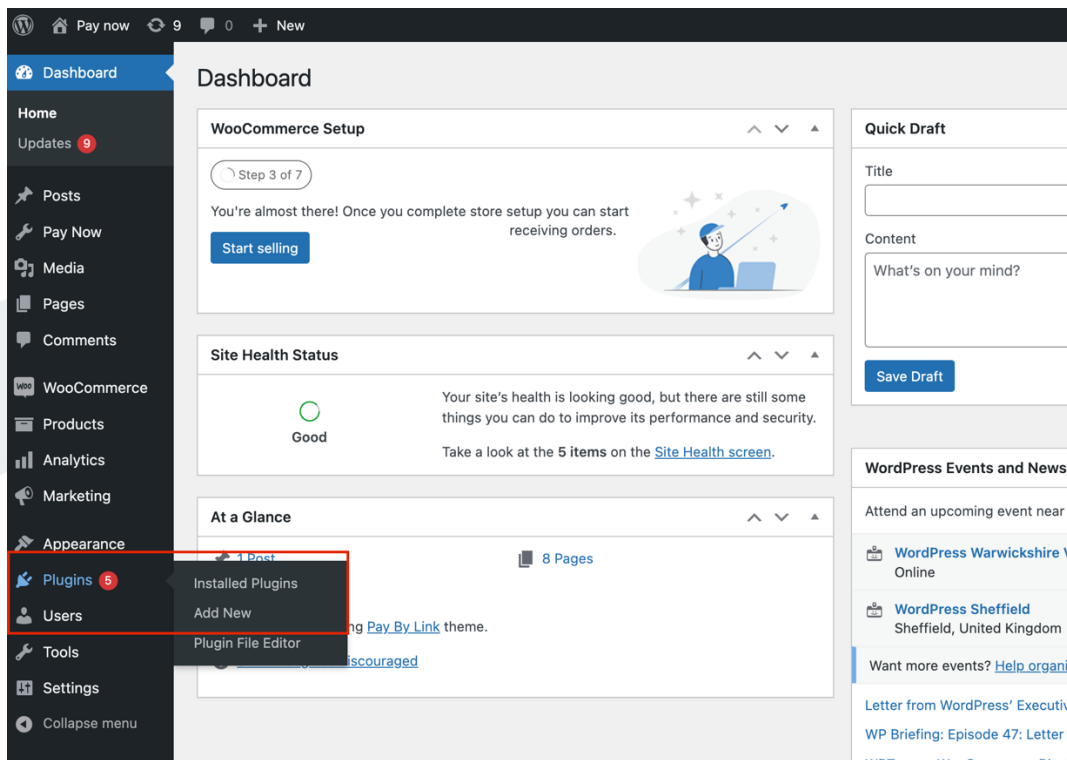 Pay now 9 0 New
Dashboard
Home
Updates 9
Posts
Pay Now
Media
Pages
Comments
WOO WooCommerce
Products
Analytics
Marketing
Appearance
Plugins 5
Users
Tools
Settings
Collapse menu
Installed Plugins
Add New
Plugin File Editor
Dashboard
WooCommerce Setup
Step 3 of 7
You're almost there! Once you complete store setup you can start
receiving orders.
Start selling
Site Health Status
Good
Your site's health is looking good, but there are still some
things you can do to improve its performance and security.
Take a look at the 5 items on the Site Health screen.
At a Glance
1 Post
8 Pages
ng Pay By Link theme.
iscouraged
Quick Draft
Title
Content
What's on your mind?
Save Draft
WordPress Events and News
Attend an upcoming event near
WordPress Warwickshire
Online
WordPress Sheffield
Sheffield, United Kingdom
Want more events? Help organi
Letter from WordPress' Executiv
WP Briefing: Episode 47: Letter